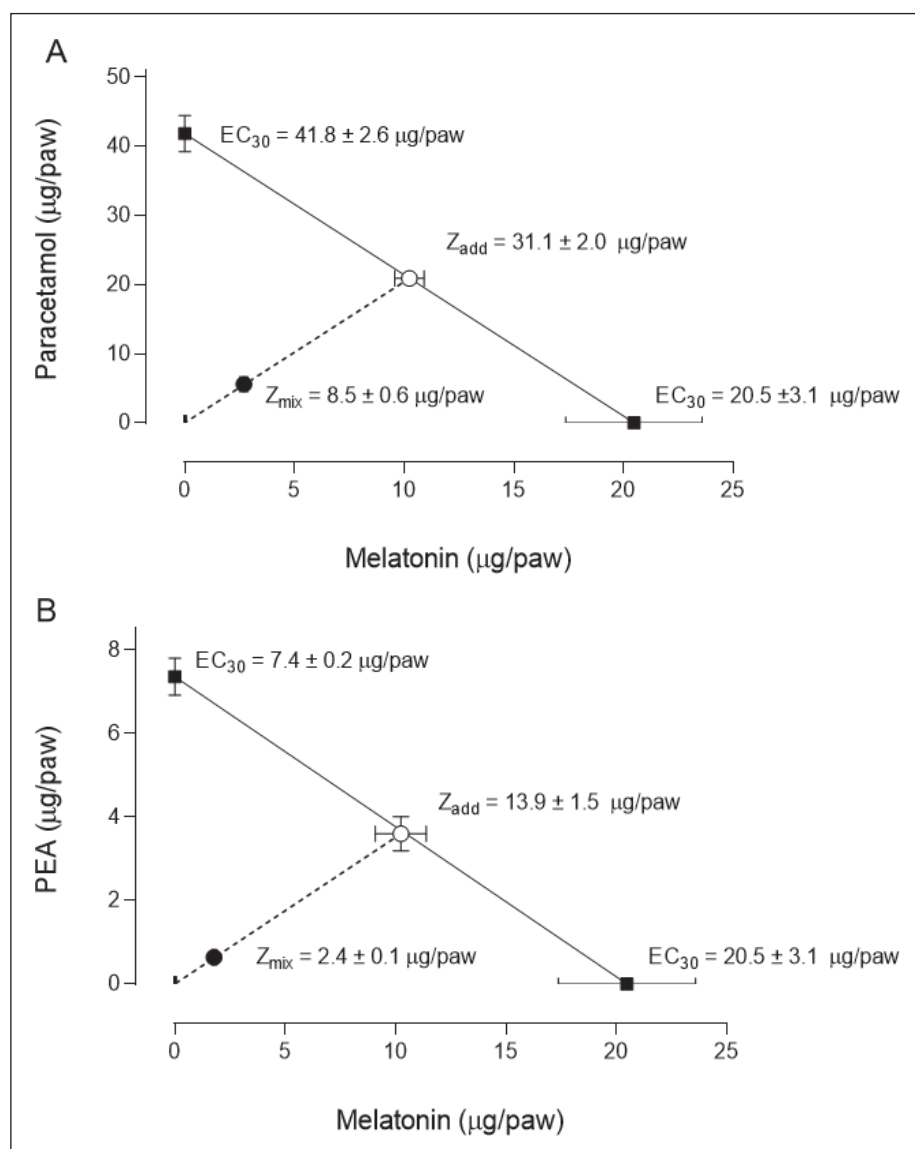 A
50
40
30
20
10
0
Paracetamol (μg/paw)
EC30 = 41.8 ± 2.6 μg/paw
Zadd = 31.1 ± 2.0 μg/paw
Zmix = 8.5 ± 0.6 μg/paw
EC30 = 20.5 ±3.1 μg/paw
0 5 10 15 20 25
Melatonin (μg/paw)
B
8
6
4
2
0
PEA (μg/paw)
EC30 = 7.4 ± 0.2 μg/paw
Zadd = 13.9 ± 1.5 μg/paw
Zmix = 2.4 ± 0.1 μg/paw
EC30 = 20.5 ± 3.1 μg/paw
0 5 10 15 20 25
Melatonin (μg/paw)